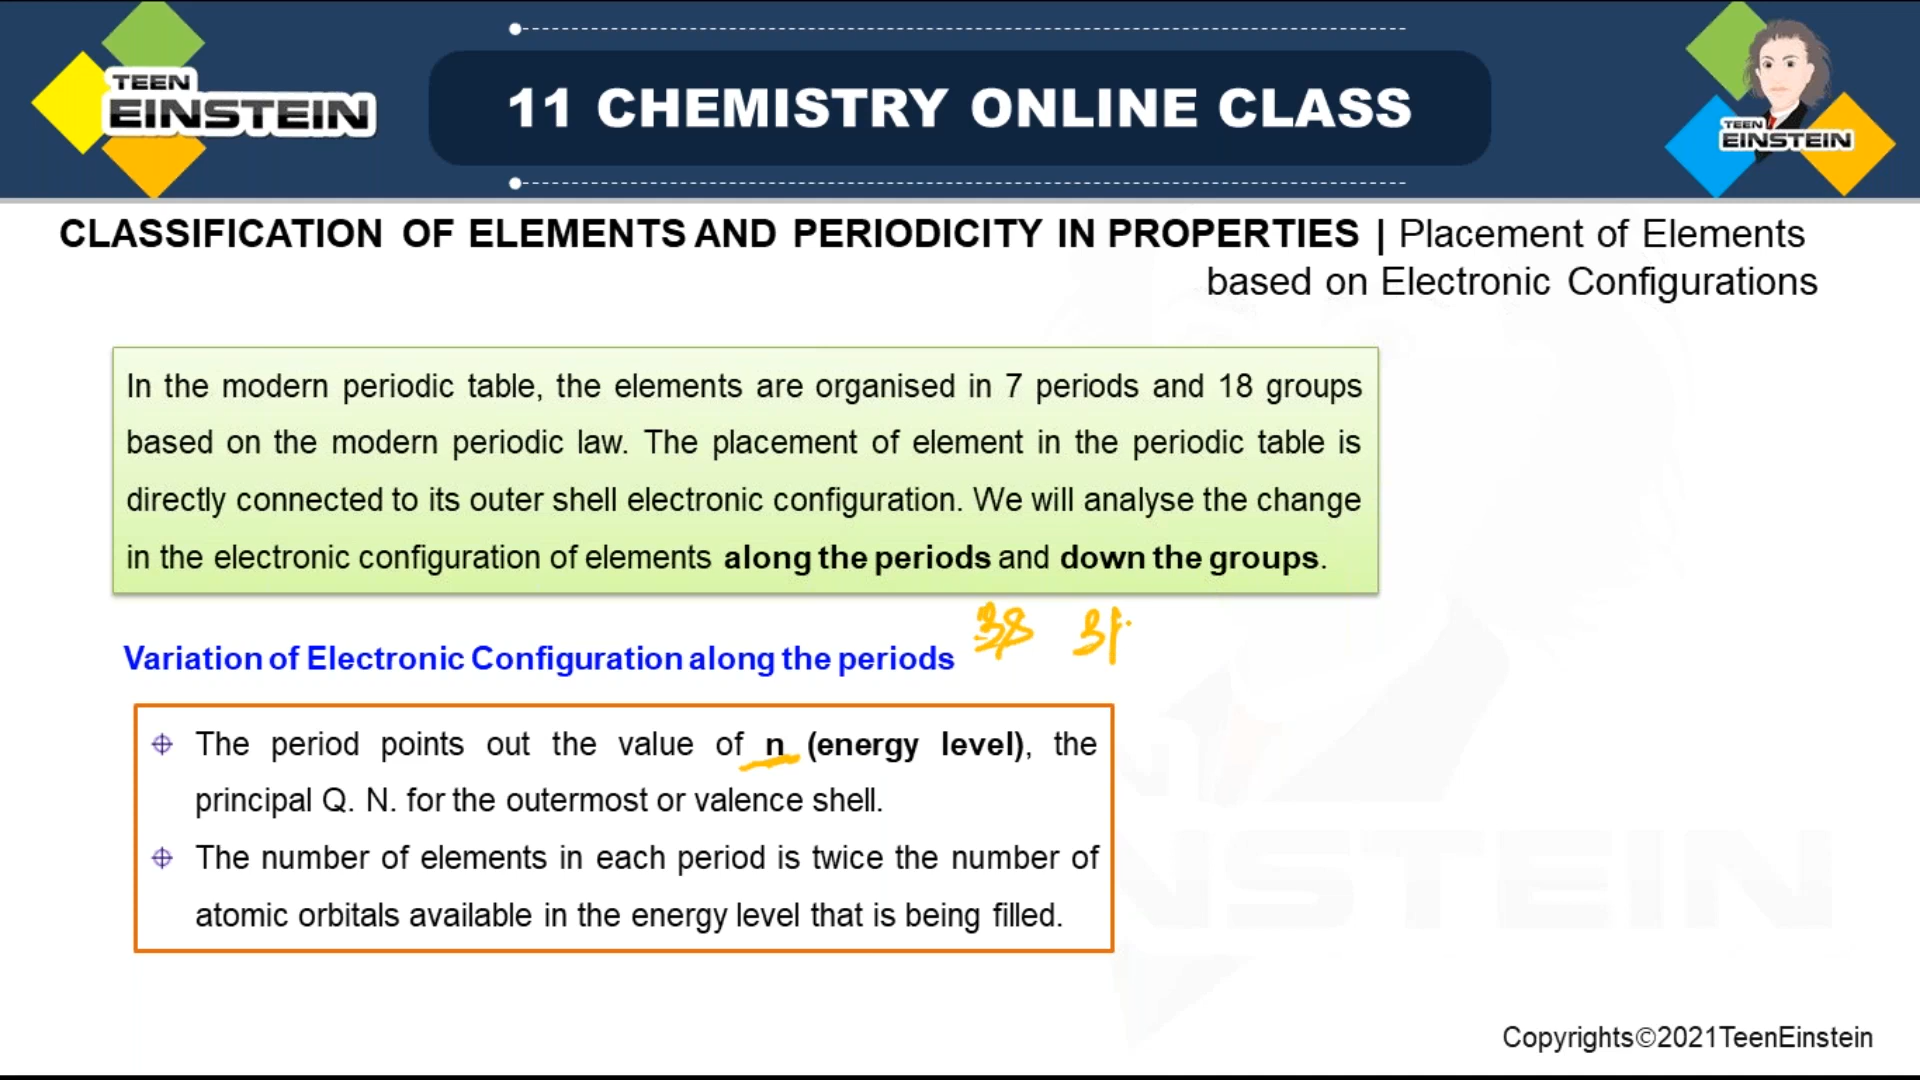 TEEN
EINSTEIN
11 CHEMISTRY ONLINE CLASS
TEEN
EINSTEIN
CLASSIFICATION OF ELEMENTS AND PERIODICITY IN PROPERTIES | Placement of Elements
based on Electronic Configurations
In the modern periodic table, the elements are organised in 7 periods and 18 groups
based on the modern periodic law. The placement of element in the periodic table is
directly connected to its outer shell electronic configuration. We will analyse the change
in the electronic configuration of elements along the periods and down the groups.
Variation of Electronic Configuration along the periods
The period points out the value of n (energy level), the
principal Q. N. for the outermost or valence shell.
The number of elements in each period is twice the number of
atomic orbitals available in the energy level that is being filled.
Copyrights©2021TeenEinstein